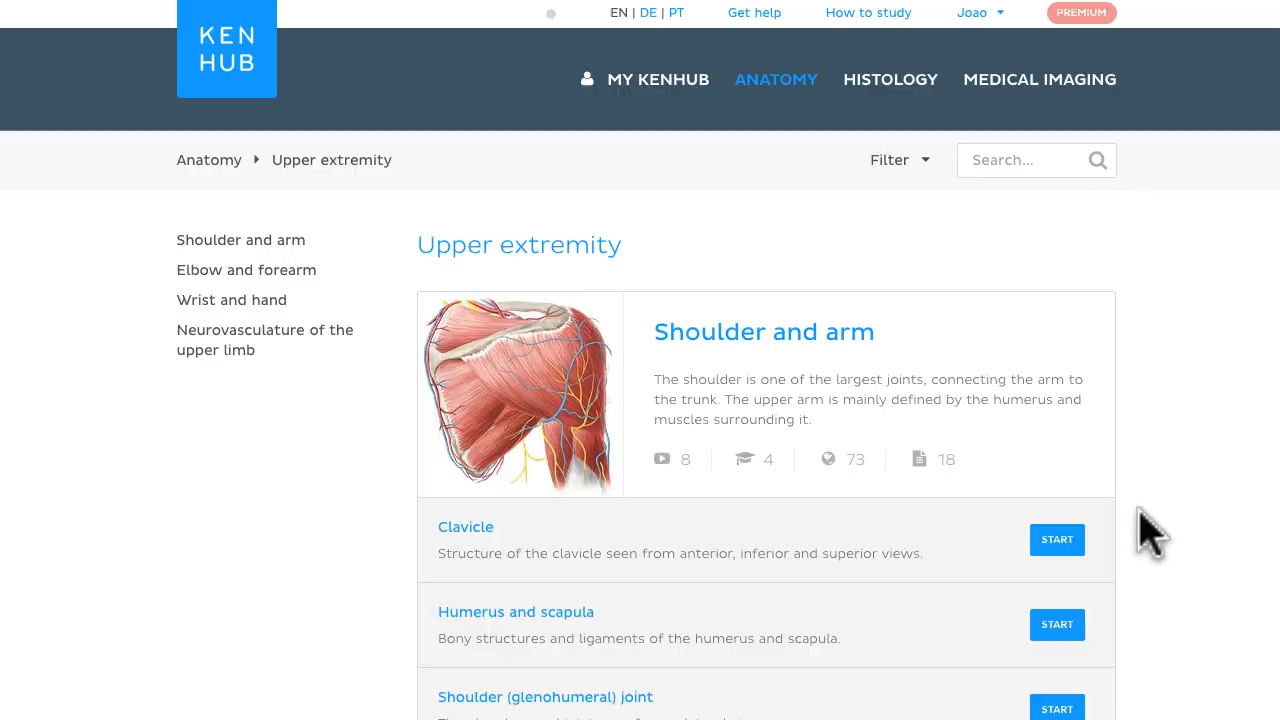 KEN
HUB
EN | DE | PT
Get help
How to study
Joao
PREMIUM
MY KENHUB
ANATOMY
HISTOLOGY
MEDICAL IMAGING
Anatomy
Upper extremity
Filter
Search...
Shoulder and arm
Elbow and forearm
Wrist and hand
Neurovasculature of the
upper limb
Upper extremity
Shoulder and arm
The shoulder is one of the largest joints, connecting the arm to
the trunk. The upper arm is mainly defined by the humerus and
muscles surrounding it.
8
4
73
18
Clavicle
Structure of the clavicle seen from anterior, inferior and superior views.
START
Humerus and scapula
Bony structures and ligaments of the humerus and scapula.
START
Shoulder (glenohumeral) joint
START